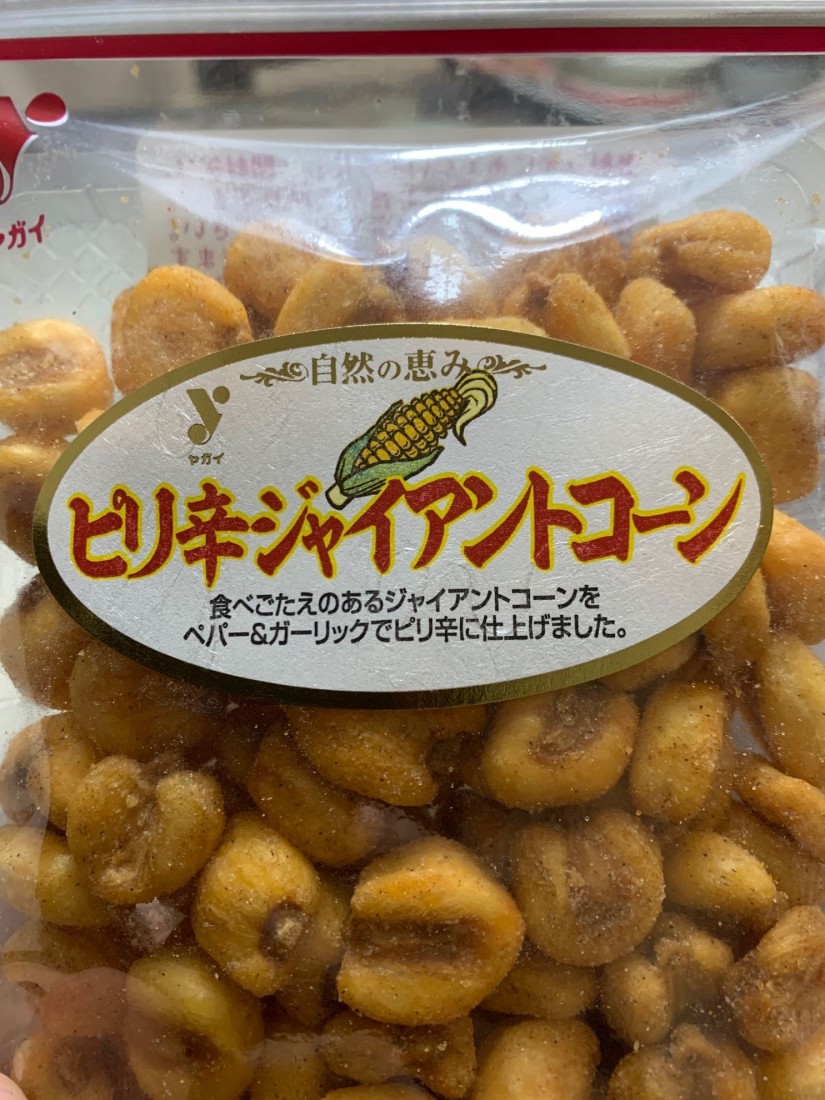 ヤガイ
自然の恵み
y
ヤガイ
ピリ辛ジャイアントコーン
食べごたえのあるジャイアントコーンを
ペパー&ガーリックでピリ辛に仕上げました。